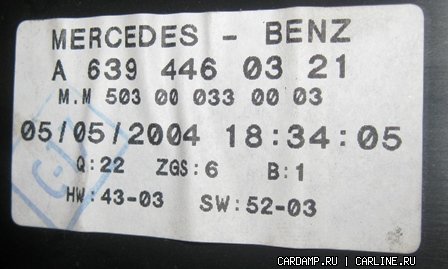 MERCEDES - BENZ
A 639 446 03 21
M.M 503 00 033 00 03
05/05/2004 18:34:05
Q:22 ZGS:6 B:1
HW:43-03 SW:52-03
CARDAMP.RU | CARLINE.RU